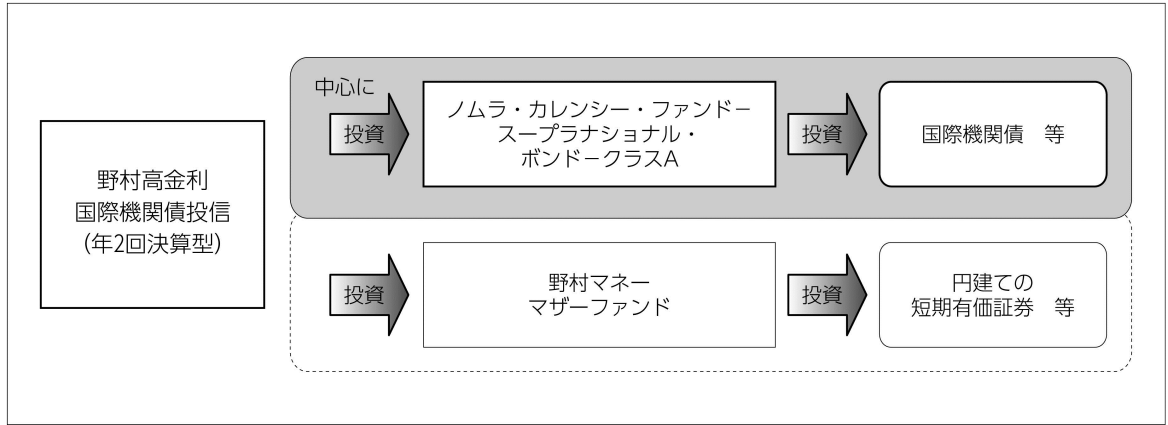 野村高金利
国際機関債投信
(年2回決算型)
中心に
投資
ノムラ・カレンシー・ファンド－
スープラナショナル・
ボンド－クラスA
投資
国際機関債　等
投資
野村マネー
マザーファンド
投資
円建ての
短期有価証券　等